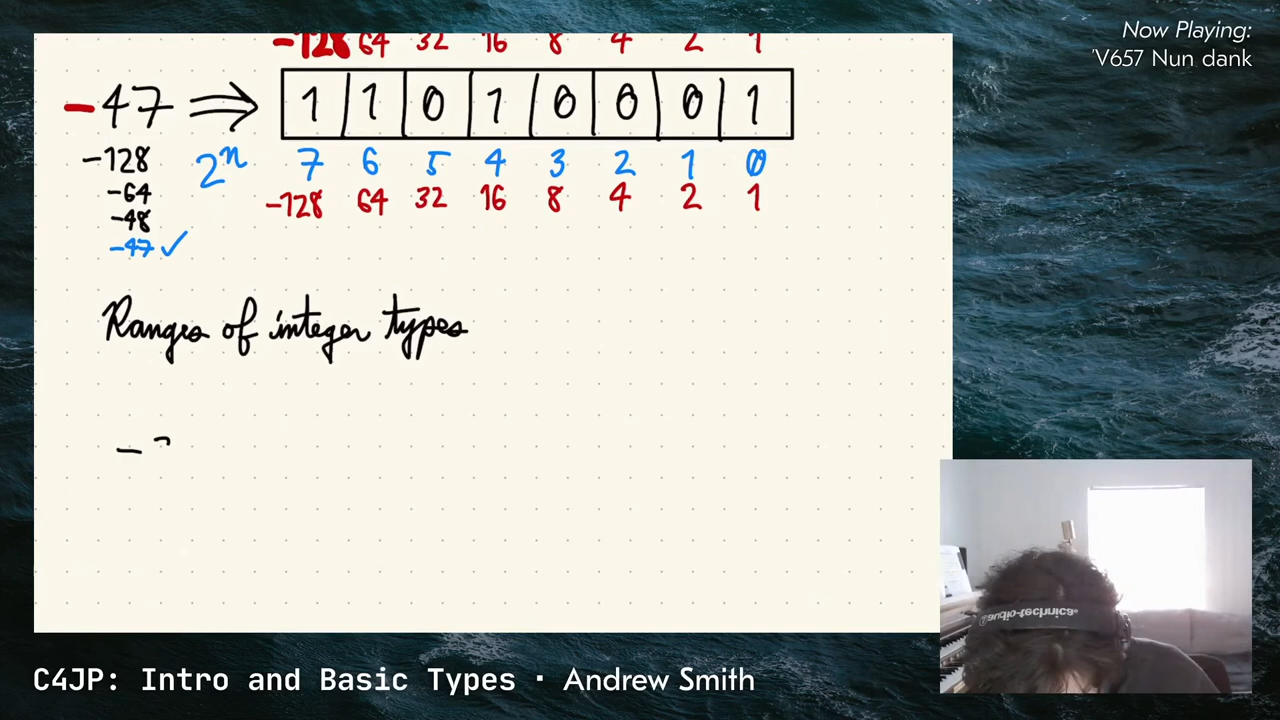 Now Playing:
'V657 Nun dank
-128 64 32 16 8 4 2 1
-47 ⇒ 1 1 0 1 0 0 0 1
-128 2ⁿ 7 6 5 4 3 2 1 0
-64 -128 64 32 16 8 4 2 1
-48
-47 ✓
Ranges of integer types
-
audio-technica
C4JP: Intro and Basic Types · Andrew Smith